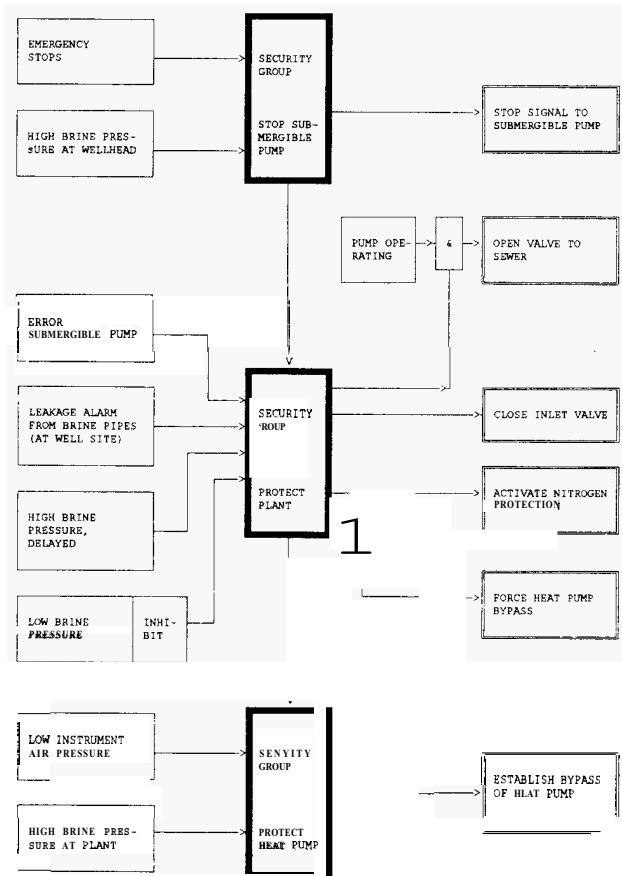 EMERGENCY
STOPS
SECURITY
GROUP
HIGH BRINE PRES-
SURE AT WELLHEAD
STOP SUB-
MERGIBLE
PUMP
STOP SIGNAL TO
SUBMERGIBLE PUMP
PUMP OPE-
RATING
&
OPEN VALVE TO
SEWER
ERROR
SUBMERGIBLE PUMP
LEAKAGE ALARM
FROM BRINE PIPES
(AT WELL SITE)
SECURITY
'ROUP
CLOSE INLET VALVE
HIGH BRINE
PRESSURE,
DELAYED
PROTECT
PLANT
ACTIVATE NITROGEN
PROTECTION
1
LOW BRINE
PRESSURE
INHI-
BIT
FORCE HEAT PUMP
BYPASS
LOW INSTRUMENT
AIR PRESSURE
SENYITY
GROUP
ESTABLISH BYPASS
OF HLAT PUMP
HIGH BRINE PRES-
SURE AT PLANT
PROTECT
HEAT PUMP